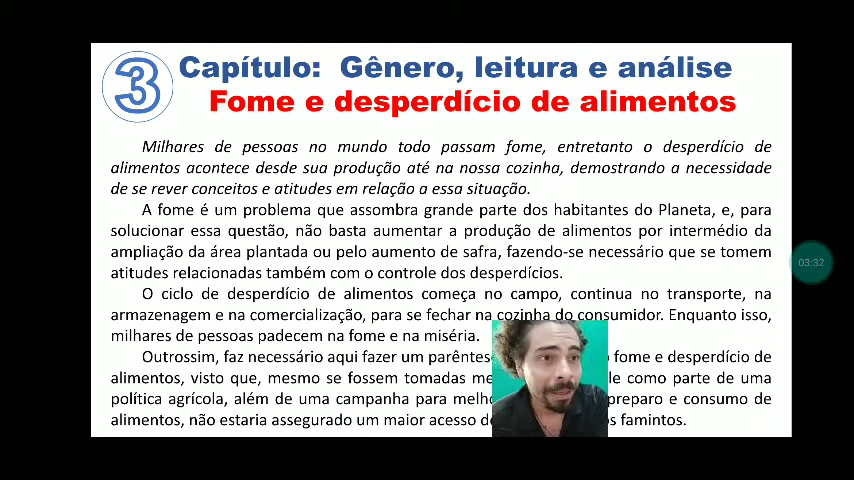 3
Capítulo: Gênero, leitura e análise
Fome e desperdício de alimentos
Milhares de pessoas no mundo todo passam fome, entretanto o desperdício de
alimentos acontece desde sua produção até na nossa cozinha, demostrando a necessidade
de se rever conceitos e atitudes em relação a essa situação.
A fome é um problema que assombra grande parte dos habitantes do Planeta, e, para
solucionar essa questão, não basta aumentar a produção de alimentos por intermédio da
ampliação da área plantada ou pelo aumento de safra, fazendo-se necessário que se tomem
atitudes relacionadas também com o controle dos desperdícios.
O ciclo de desperdício de alimentos começa no campo, continua no transporte, na
armazenagem e na comercialização, para se fechar na cozinha do consumidor. Enquanto isso,
milhares de pessoas padecem na fome e na miséria.
Outrossim, faz necessário aqui fazer um fome e desperdício de
alimentos, visto que, mesmo se fossem tomadas como parte de uma
política agrícola, além de uma campanha para preparo e consumo de
alimentos, não estaria assegurado um maior acesso famintos.
03:32